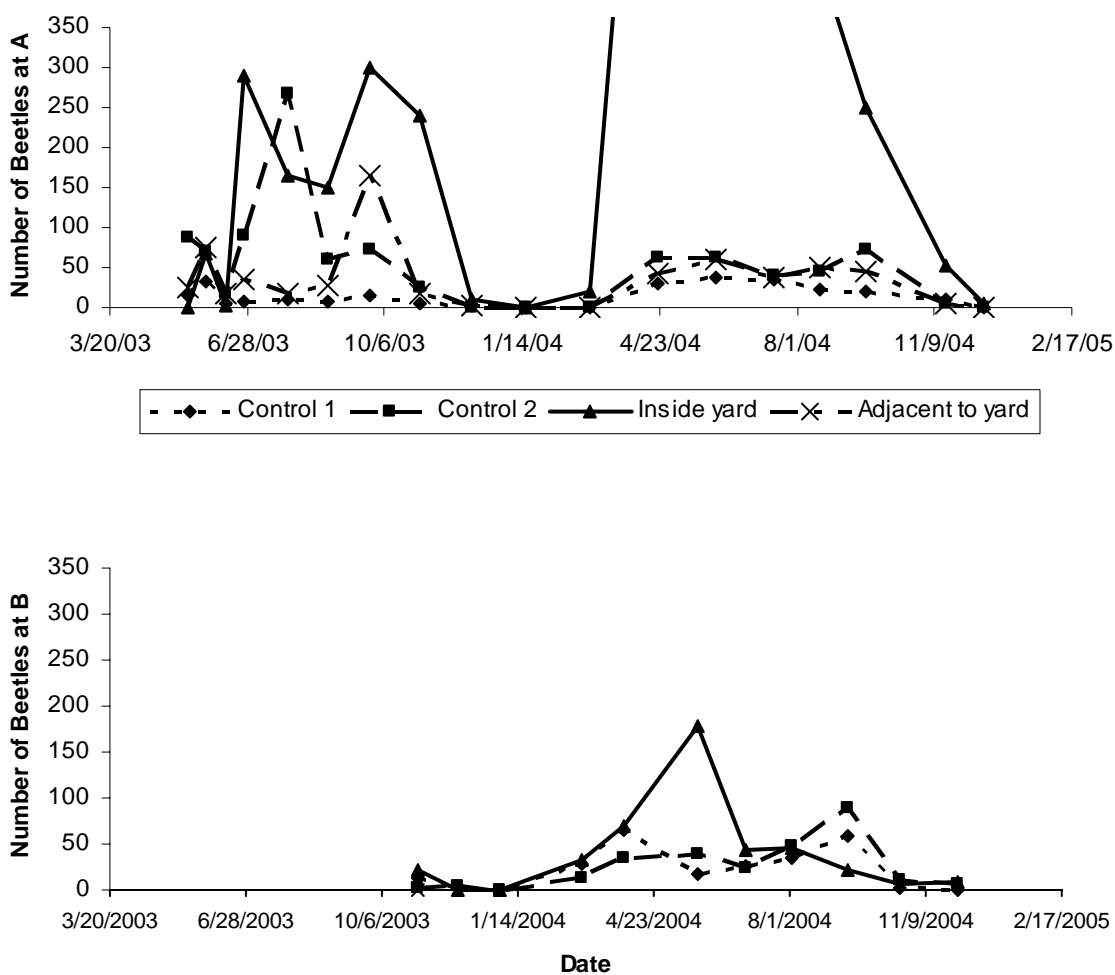 350
300
250
200
150
100
50
0
Number of Beetles at A
3/20/03 6/28/03 10/6/03 1/14/04 4/23/04 8/1/04 11/9/04 2/17/05
Control 1 Control 2 Inside yard Adjacent to yard
350
300
250
200
150
100
50
0
Number of Beetles at B
3/20/2003 6/28/2003 10/6/2003 1/14/2004 4/23/2004 8/1/2004 11/9/2004 2/17/2005
Date